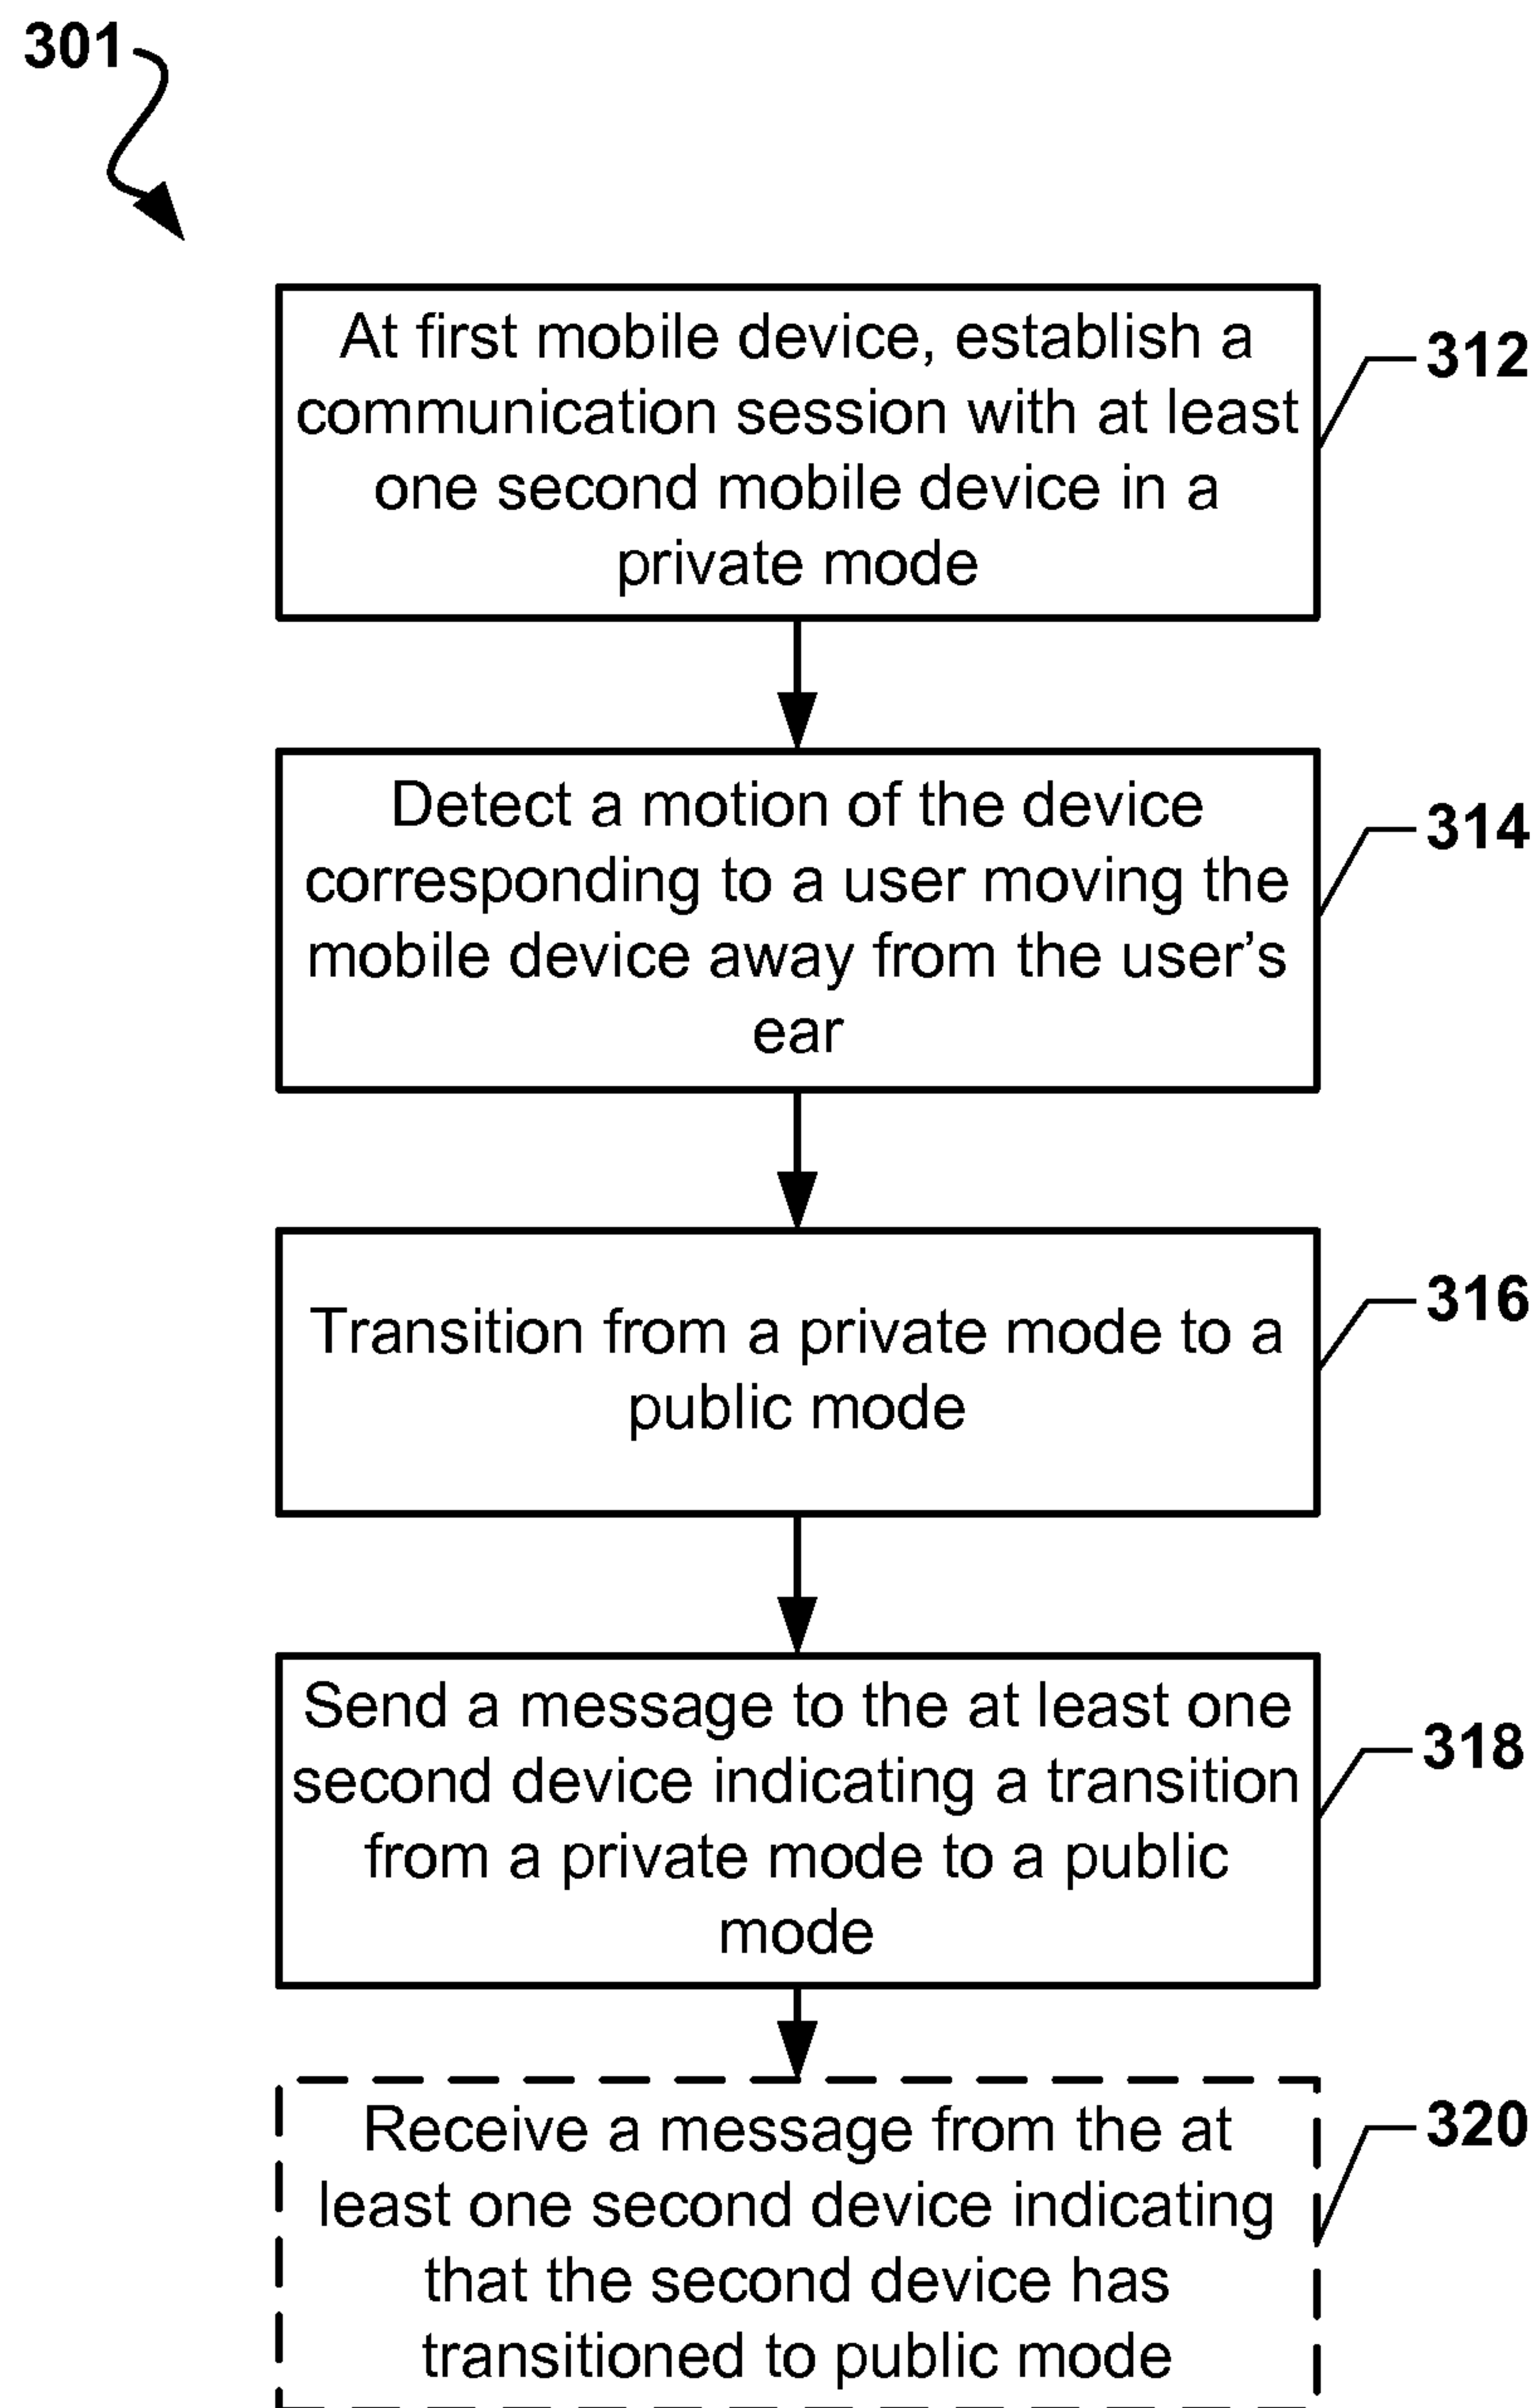 301
At first mobile device, establish a
communication session with at least
one second mobile device in a
private mode
312
Detect a motion of the device
corresponding to a user moving the
mobile device away from the user's
ear
314
Transition from a private mode to a
public mode
316
Send a message to the at least one
second device indicating a transition
from a private mode to a public
mode
318
Receive a message from the at
least one second device indicating
that the second device has
transitioned to public mode
320